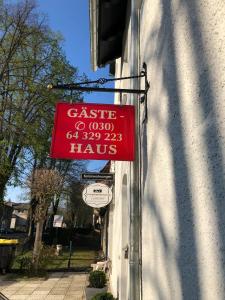 GÄSTE -
✆ (030)
64 329 223
HAUS